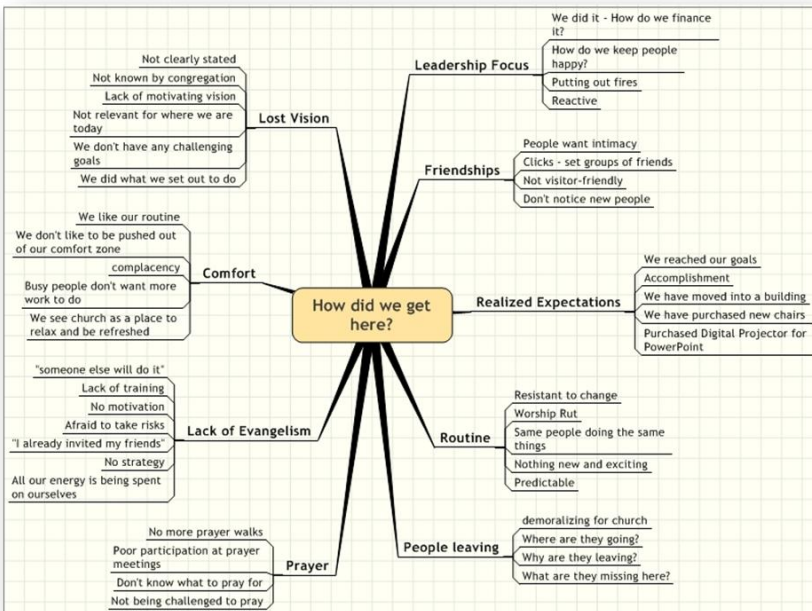 How did we get
here?
Leadership Focus
We did it - How do we finance
it?
How do we keep people
happy?
Putting out fires
Reactive
Friendships
People want intimacy
Clicks - set groups of friends
Not visitor-friendly
Don't notice new people
Realized Expectations
We reached our goals
Accomplishment
We have moved into a building
We have purchased new chairs
Purchased Digital Projector for
PowerPoint
Routine
Resistant to change
Worship Rut
Same people doing the same
things
Nothing new and exciting
Predictable
People leaving
demoralizing for church
Where are they going?
Why are they leaving?
What are they missing here?
Prayer
No more prayer walks
Poor participation at prayer
meetings
Don't know what to pray for
Not being challenged to pray
Lack of Evangelism
"someone else will do it"
Lack of training
No motivation
Afraid to take risks
"I already invited my friends"
No strategy
All our energy is being spent
on ourselves
Comfort
We like our routine
We don't like to be pushed out
of our comfort zone
complacency
Busy people don't want more
work to do
We see church as a place to
relax and be refreshed
Lost Vision
Not clearly stated
Not known by congregation
Lack of motivating vision
Not relevant for where we are
today
We don't have any challenging
goals
We did what we set out to do